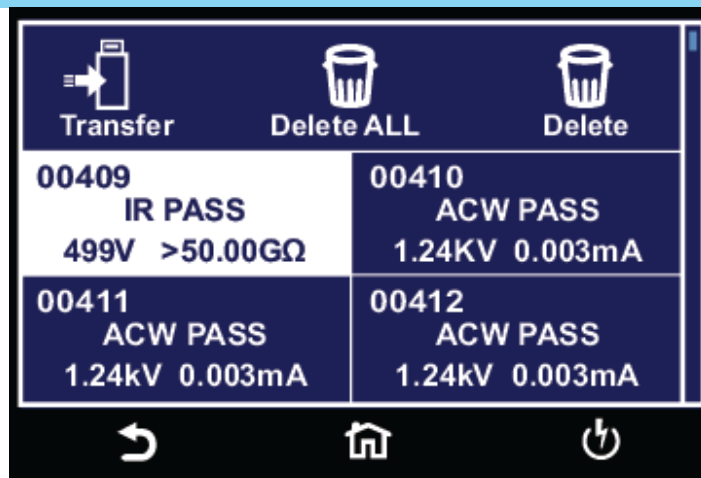 Transfer Delete ALL Delete
00409
IR PASS
499V >50.00GΩ
00410
ACW PASS
1.24KV 0.003mA
00411
ACW PASS
1.24kV 0.003mA
00412
ACW PASS
1.24kV 0.003mA